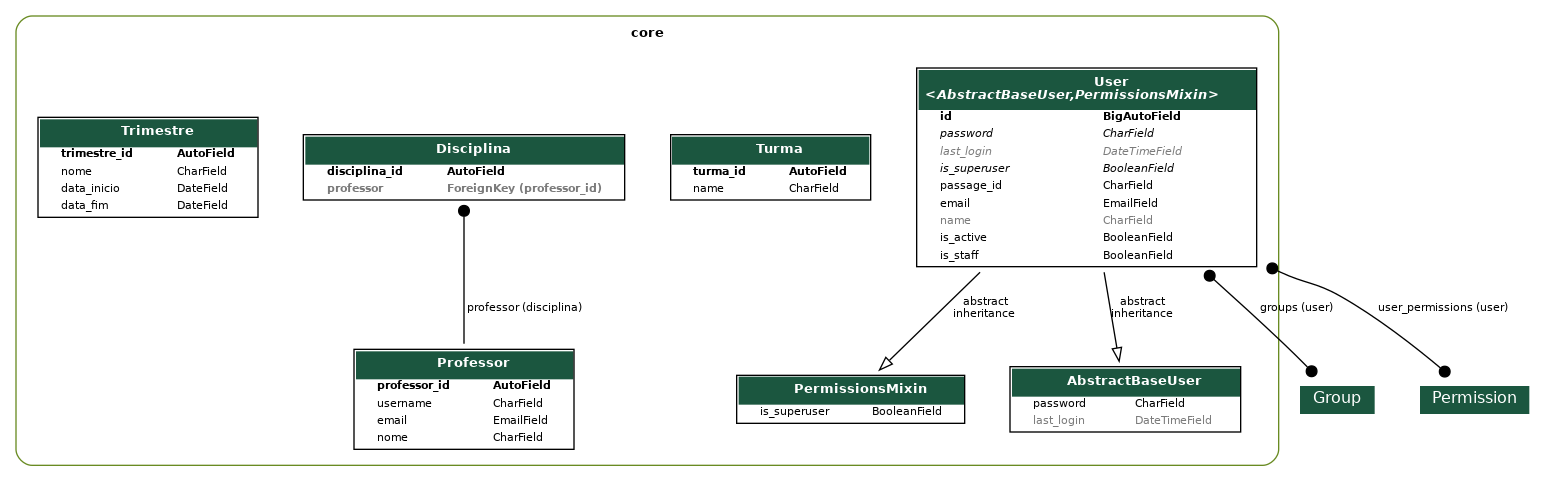 core
Trimestre
trimestre_id AutoField
nome CharField
data_inicio DateField
data_fim DateField
Disciplina
disciplina_id AutoField
professor ForeignKey (professor_id)
Turma
turma_id AutoField
name CharField
User
<AbstractBaseUser,PermissionsMixin>
id BigAutoField
password CharField
last_login DateTimeField
is_superuser BooleanField
passage_id CharField
email EmailField
name CharField
is_active BooleanField
is_staff BooleanField
professor (disciplina)
abstract
inheritance
abstract
inheritance
groups (user)
user_permissions (user)
Professor
professor_id AutoField
username CharField
email EmailField
nome CharField
PermissionsMixin
is_superuser BooleanField
AbstractBaseUser
password CharField
last_login DateTimeField
Group
Permission